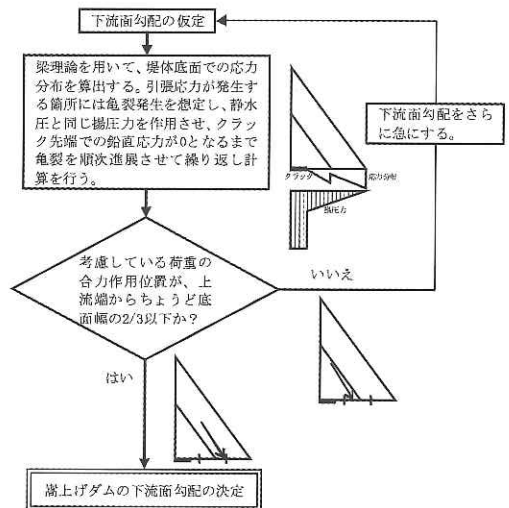 下流面勾配の仮定
梁理論を用いて、堤体底面での応力
分布を算出する。引張応力が発生す
る箇所には亀裂発生を想定し、静水
圧と同じ揚圧力を作用させ、クラック
先端での鉛直応力が0となるまで
亀裂を順次進展させて繰り返し計
算を行う。
下流面勾配をさら
に急にする。
クラック
応力分布
揚圧力
考慮している荷重の
合力作用位置が、上
流端からちょうど底
面幅の2/3以下か?
いいえ
はい
嵩上げダムの下流面勾配の決定